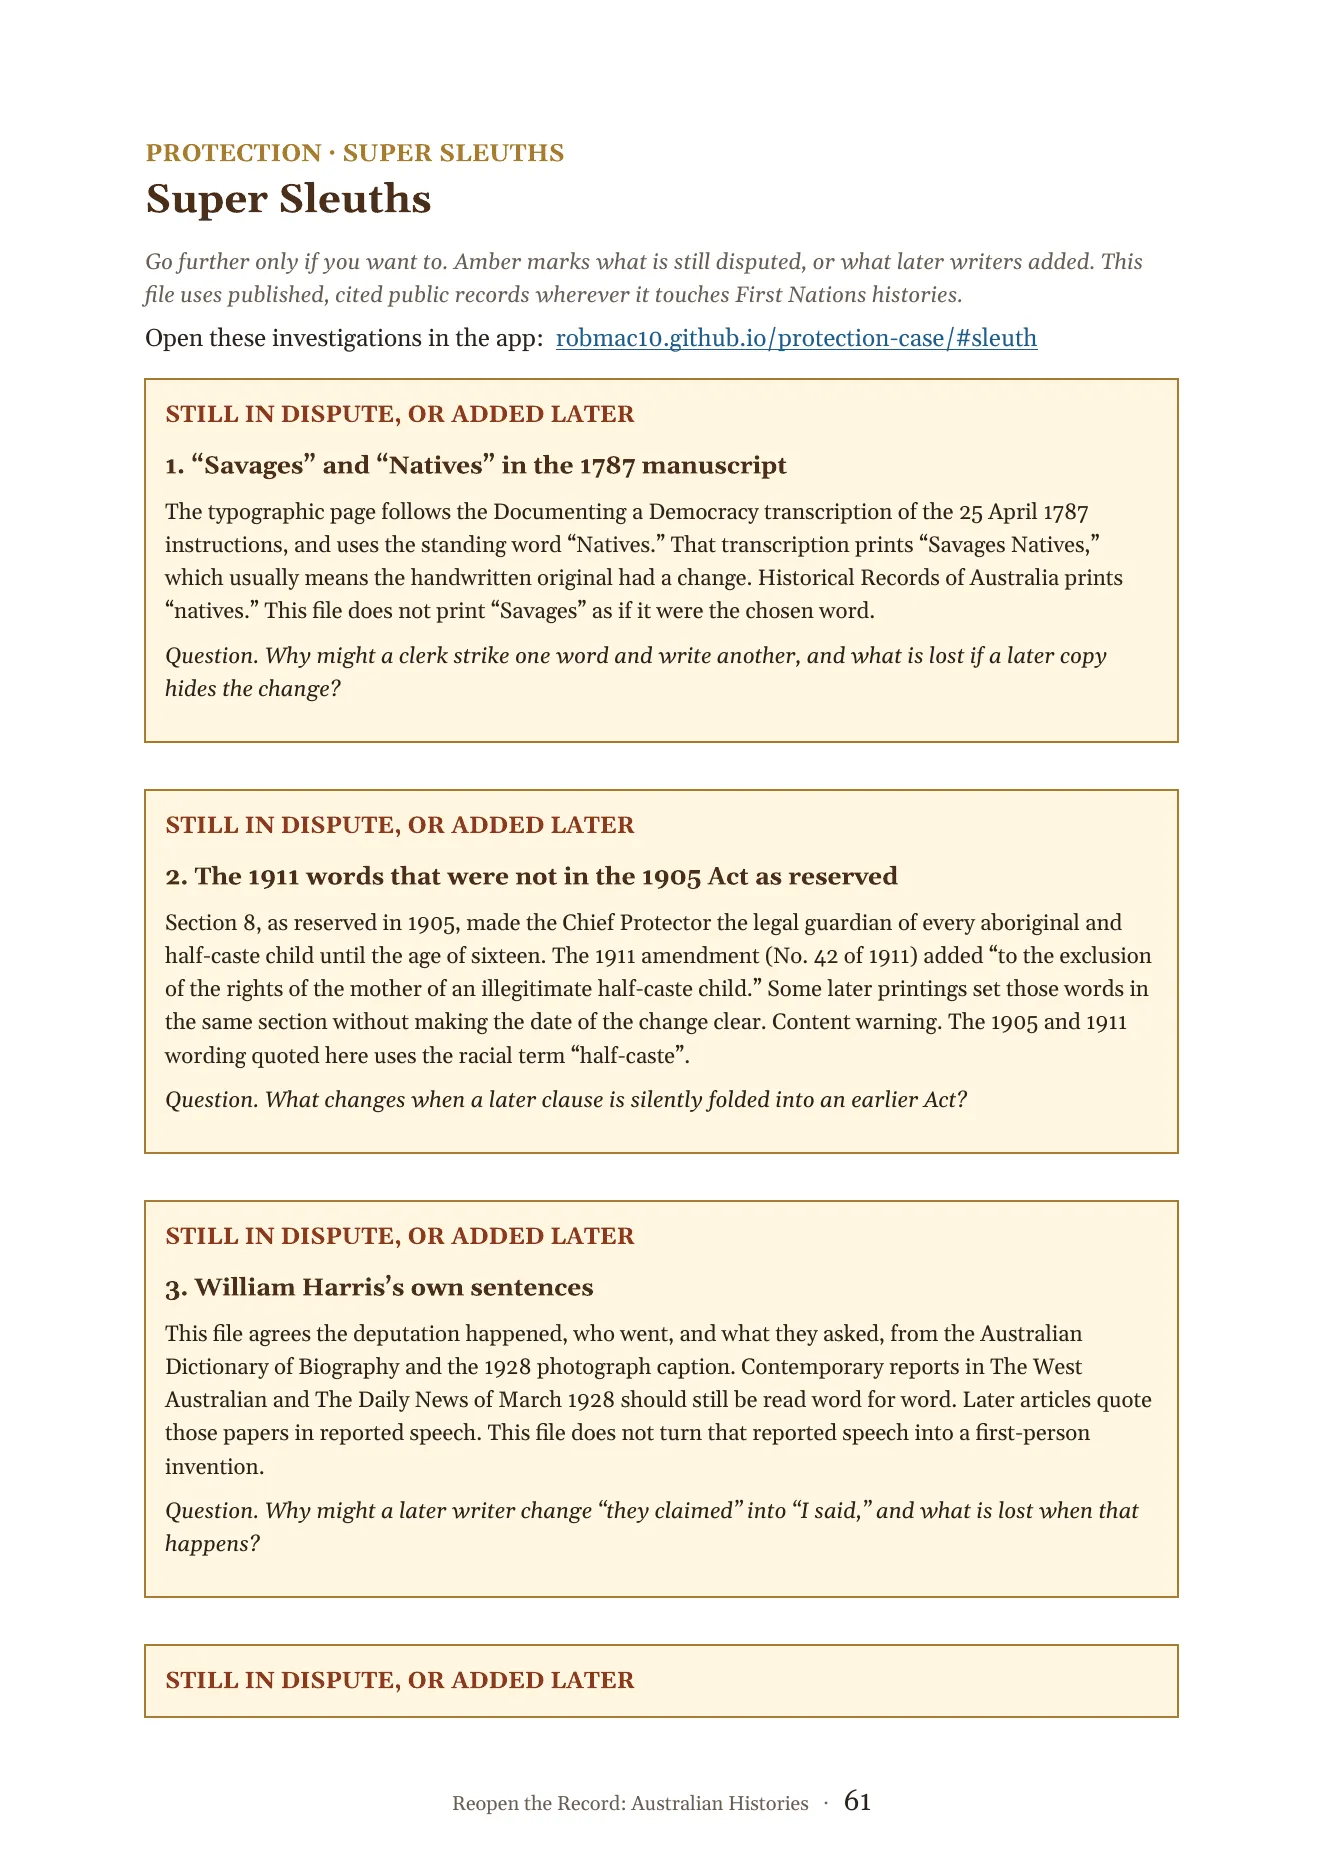 PROTECTION · SUPER SLEUTHS
Super Sleuths
Go further only if you want to. Amber marks what is still disputed, or what later writers added. This
file uses published, cited public records wherever it touches First Nations histories.
Open these investigations in the app: robmac10.github.io/protection-case/#sleuth
STILL IN DISPUTE, OR ADDED LATER
1. “Savages” and “Natives” in the 1787 manuscript
The typographic page follows the Documenting a Democracy transcription of the 25 April 1787
instructions, and uses the standing word “Natives.” That transcription prints “Savages Natives,”
which usually means the handwritten original had a change. Historical Records of Australia prints
“natives.” This file does not print “Savages” as if it were the chosen word.
Question. Why might a clerk strike one word and write another, and what is lost if a later copy
hides the change?
STILL IN DISPUTE, OR ADDED LATER
2. The 1911 words that were not in the 1905 Act as reserved
Section 8, as reserved in 1905, made the Chief Protector the legal guardian of every aboriginal and
half-caste child until the age of sixteen. The 1911 amendment (No. 42 of 1911) added “to the exclusion
of the rights of the mother of an illegitimate half-caste child.” Some later printings set those words in
the same section without making the date of the change clear. Content warning. The 1905 and 1911
wording quoted here uses the racial term “half-caste”.
Question. What changes when a later clause is silently folded into an earlier Act?
STILL IN DISPUTE, OR ADDED LATER
3. William Harris’s own sentences
This file agrees the deputation happened, who went, and what they asked, from the Australian
Dictionary of Biography and the 1928 photograph caption. Contemporary reports in The West
Australian and The Daily News of March 1928 should still be read word for word. Later articles quote
those papers in reported speech. This file does not turn that reported speech into a first-person
invention.
Question. Why might a later writer change “they claimed” into “I said,” and what is lost when that
happens?
STILL IN DISPUTE, OR ADDED LATER
Reopen the Record: Australian Histories · 61